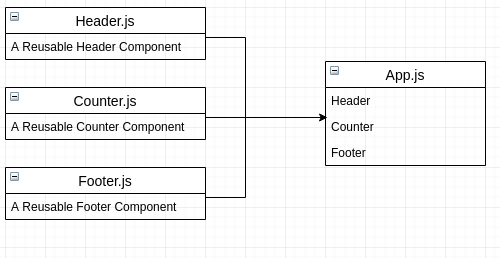 Header.js
A Reusable Header Component
Counter.js
A Reusable Counter Component
Footer.js
A Reusable Footer Component
App.js
Header
Counter
Footer